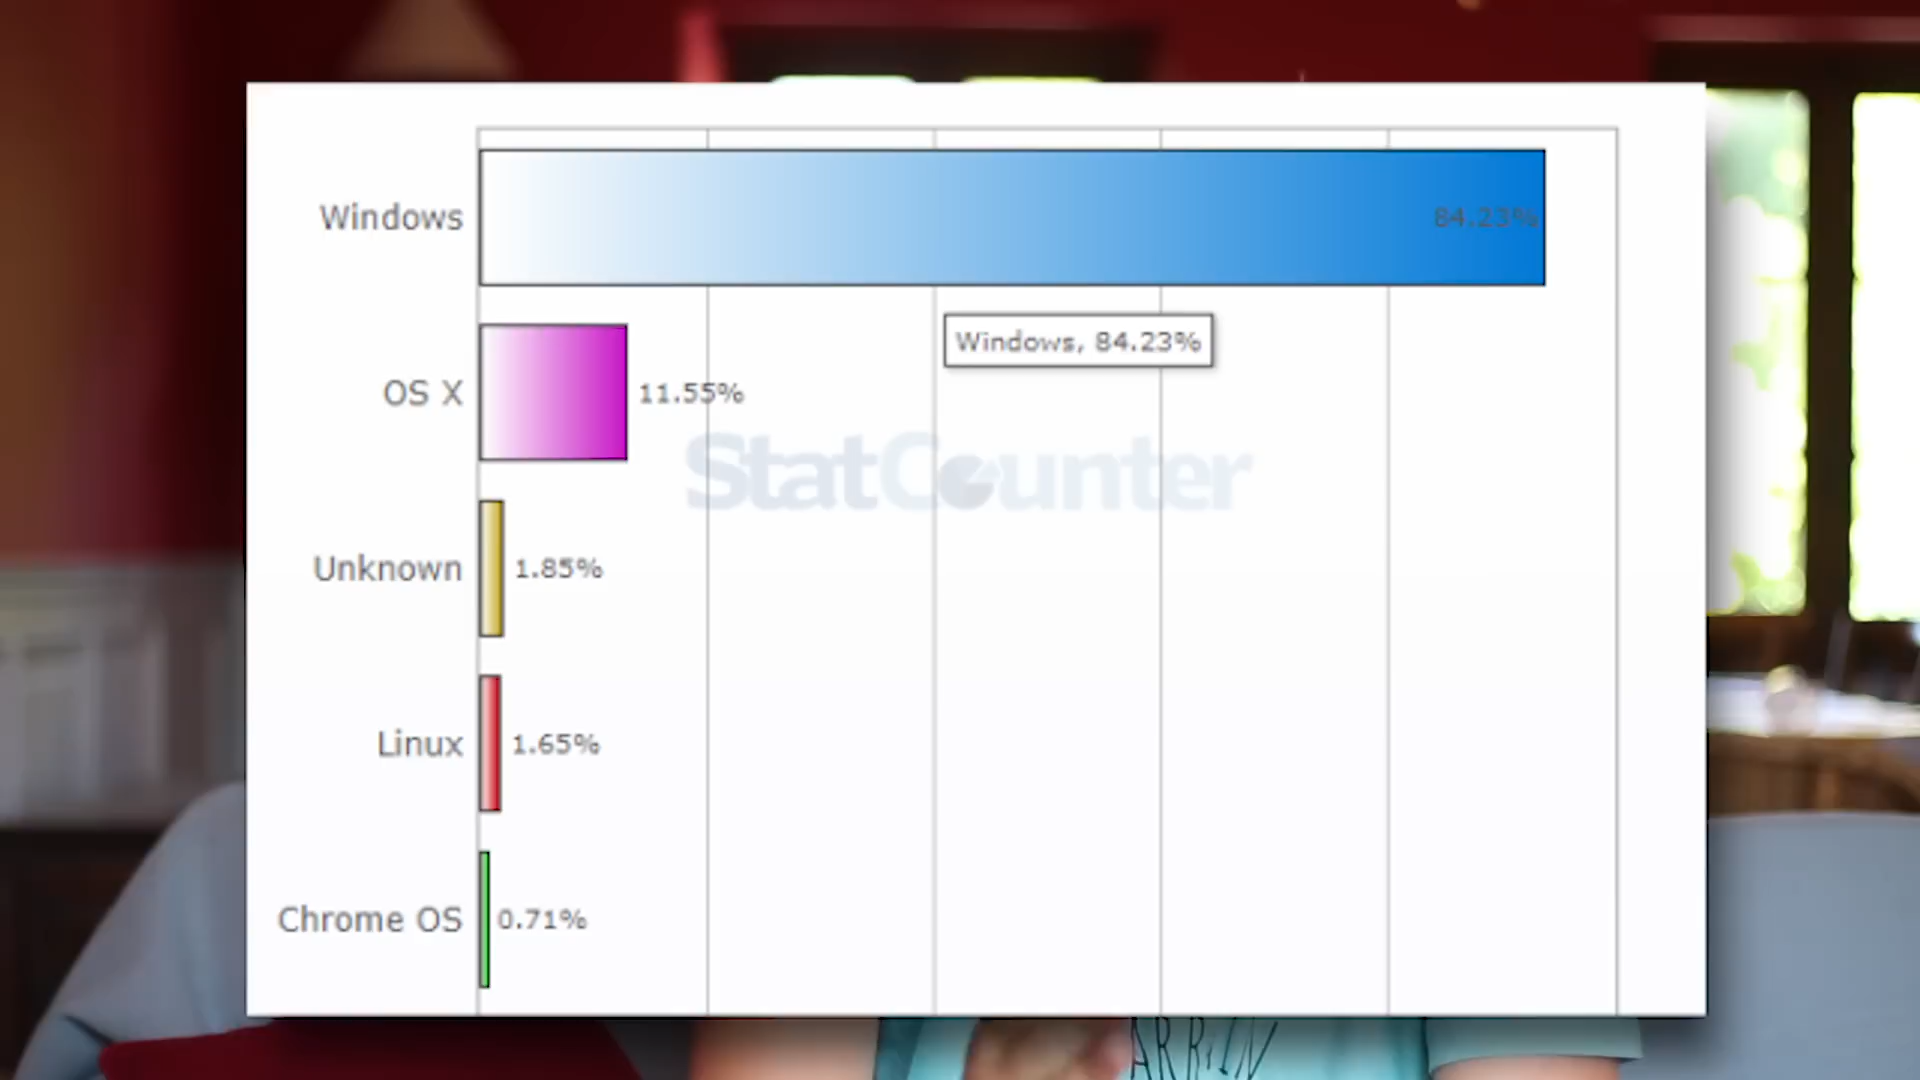 Windows
84.23%
Windows, 84.23%
OS X
11.55%
StatCounter
Unknown
1.85%
Linux
1.65%
Chrome OS
0.71%